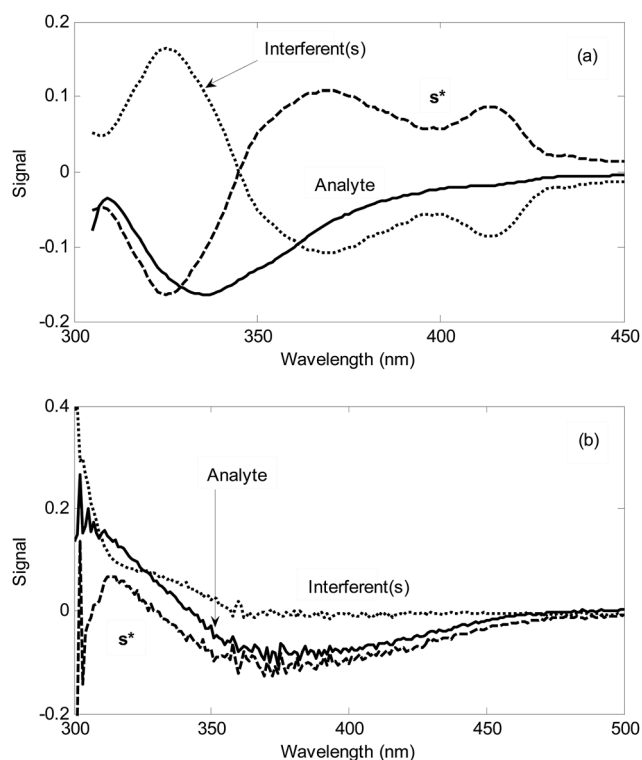 0.2
Interferent(s)
(a)
0.1
s*
Signal
0
Analyte
-0.1
-0.2
300
350
400
450
Wavelength (nm)
0.4
(b)
Analyte
0.2
Signal
Interferent(s)
0
s*
-0.2
300
350
400
450
500
Wavelength (nm)